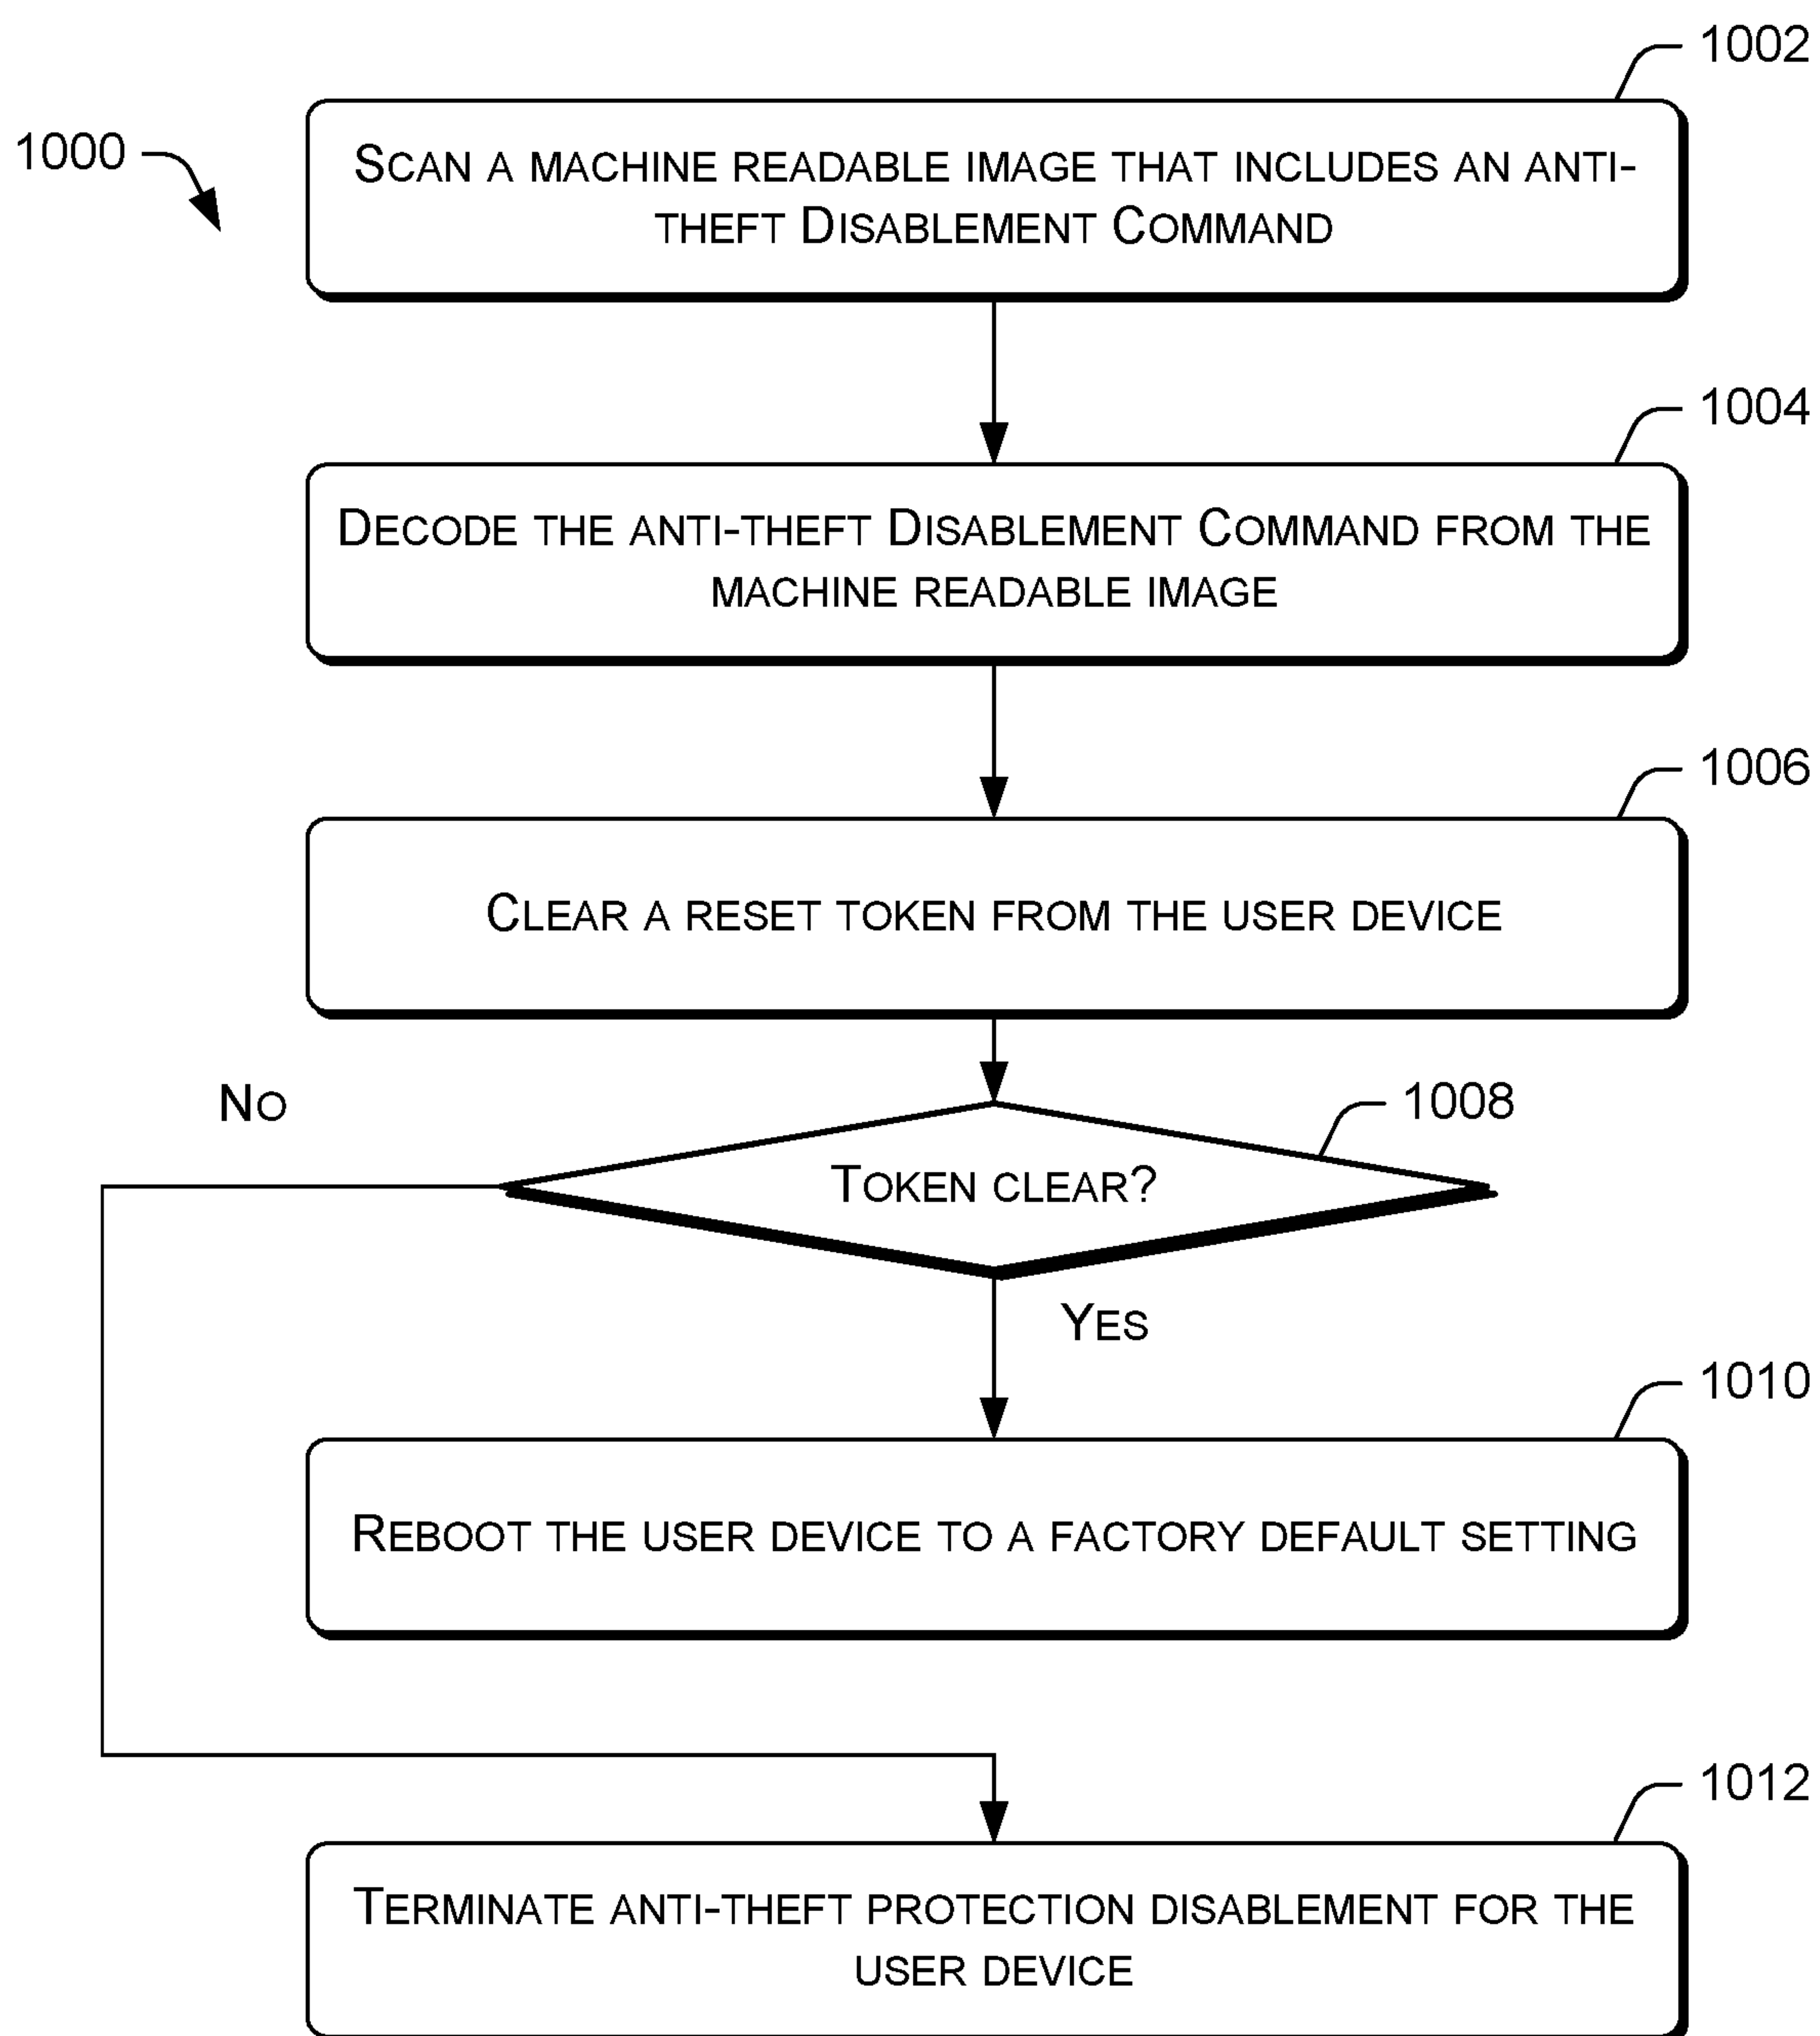 1002
1000
SCAN A MACHINE READABLE IMAGE THAT INCLUDES AN ANTI-
THEFT DISABLEMENT COMMAND
1004
DECODE THE ANTI-THEFT DISABLEMENT COMMAND FROM THE
MACHINE READABLE IMAGE
1006
CLEAR A RESET TOKEN FROM THE USER DEVICE
NO
1008
TOKEN CLEAR?
YES
1010
REBOOT THE USER DEVICE TO A FACTORY DEFAULT SETTING
1012
TERMINATE ANTI-THEFT PROTECTION DISABLEMENT FOR THE
USER DEVICE